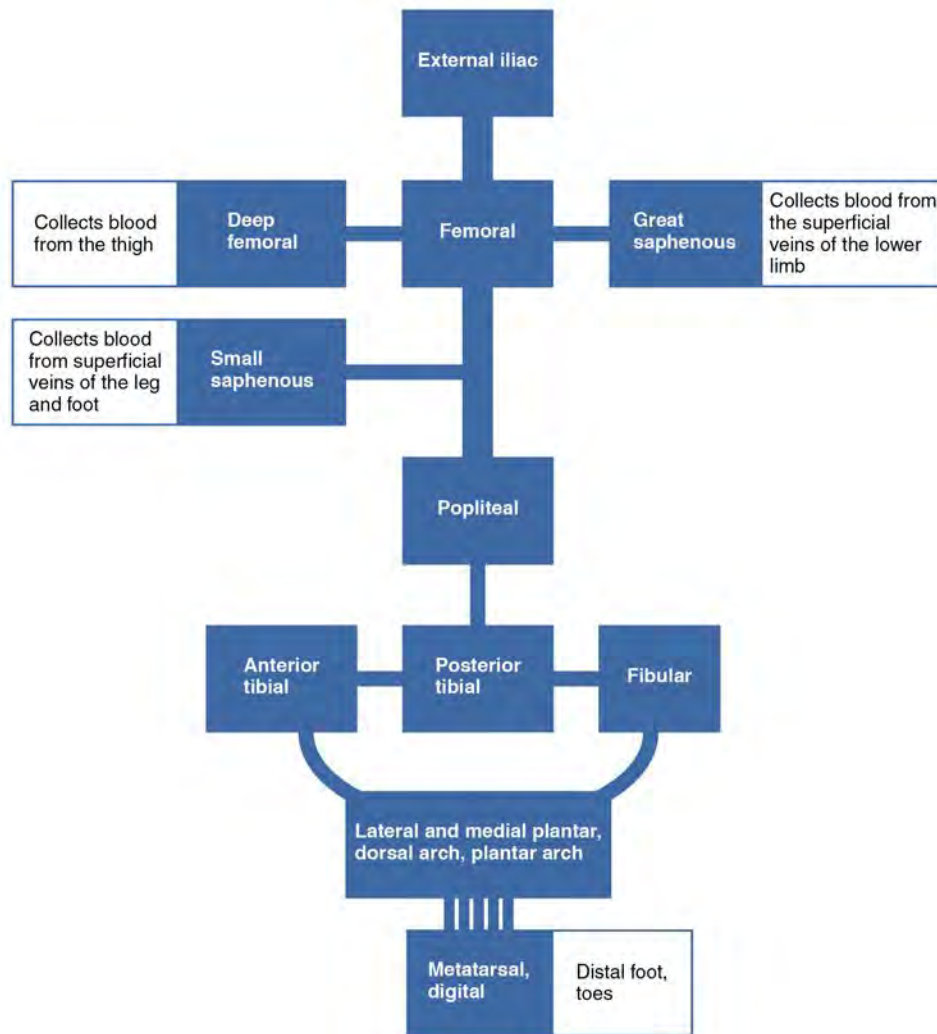 External iliac
Collects blood
from the thigh
Deep
femoral
Femoral
Great
saphenous
Collects blood from
the superficial
veins of the lower
limb
Collects blood
from superficial
veins of the leg
and foot
Small
saphenous
Popliteal
Anterior
tibial
Posterior
tibial
Fibular
Lateral and medial plantar,
dorsal arch, plantar arch
Metatarsal,
digital
Distal foot,
toes